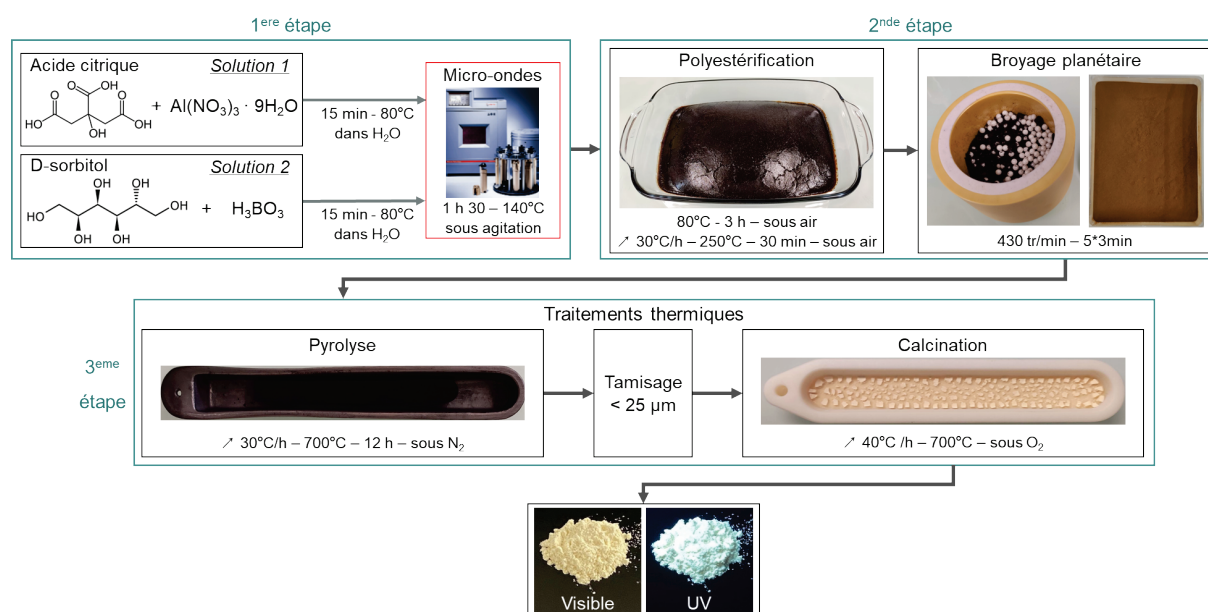 1ere étape
Acide citrique
Solution 1
+ Al(NO3)3 · 9H2O
O
OH
O
HO
OH
OH
O
15 min - 80°C
dans H2O
D-sorbitol
Solution 2
OH
OH
HO
OH
OH
OH
+ H3BO3
15 min - 80°C
dans H2O
Micro-ondes
1 h 30 – 140°C
sous agitation
2nde étape
Polyestérification
80°C - 3 h – sous air
↗ 30°C/h – 250°C – 30 min – sous air
Broyage planétaire
430 tr/min – 5*3min
3eme
étape
Traitements thermiques
Pyrolyse
↗ 30°C/h – 700°C – 12 h – sous N2
Tamisage
< 25 µm
Calcination
↗ 40°C /h – 700°C – sous O2
Visible
UV